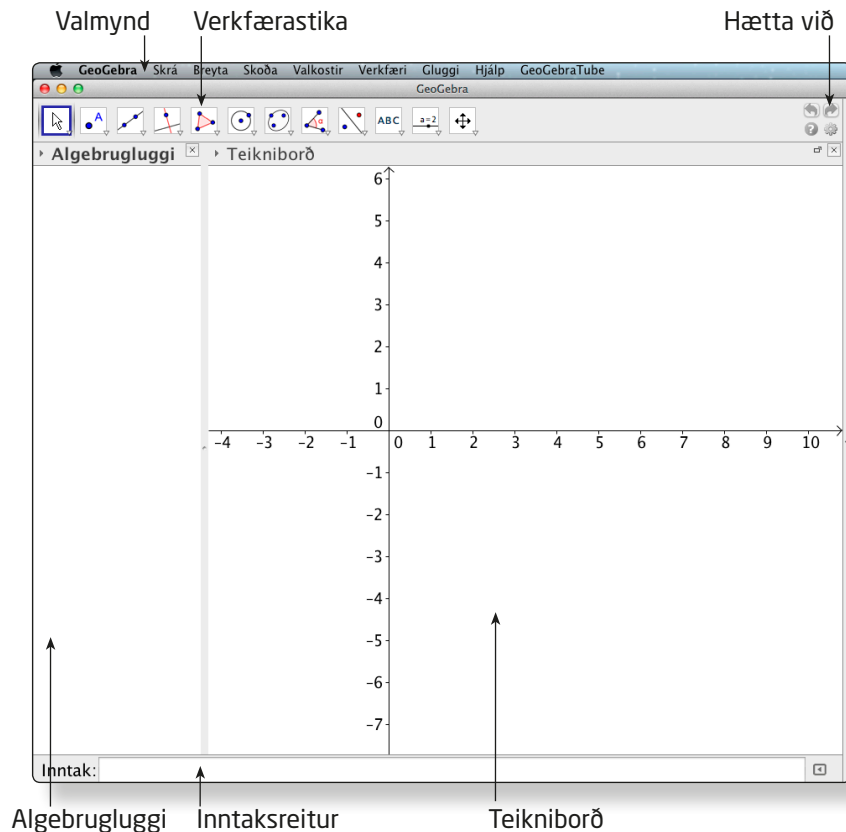 Valmynd Verkfærastika Hætta við
GeoGebra Skrá Breyta Skoða Valkostir Verkfæri Gluggi Hjálp GeoGebraTube
GeoGebra
A ABC a=2
Algebrugluggi Teikniborð
6
5
4
3
2
1
0
-4 -3 -2 -1 0 1 2 3 4 5 6 7 8 9 10
-1
-2
-3
-4
-5
-6
-7
Inntak:
Algebrugluggi Inntaksreitur Teikniborð